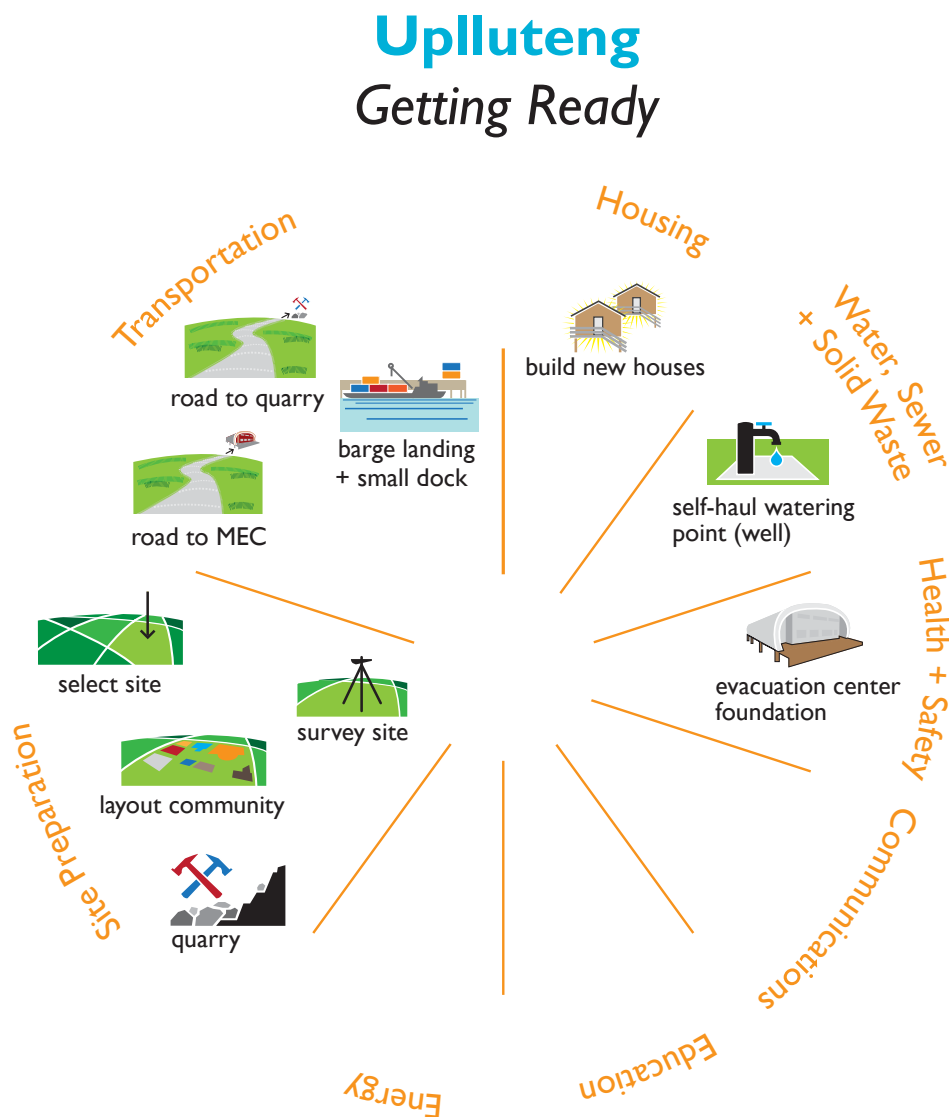 Uplluteng
Getting Ready
Transportation
Housing
Water, Sewer
+ Solid Waste
Health + Safety
Communications
Education
Energy
Site Preparation
road to quarry
barge landing
+ small dock
road to MEC
build new houses
self-haul watering
point (well)
evacuation center
foundation
select site
survey site
layout community
quarry